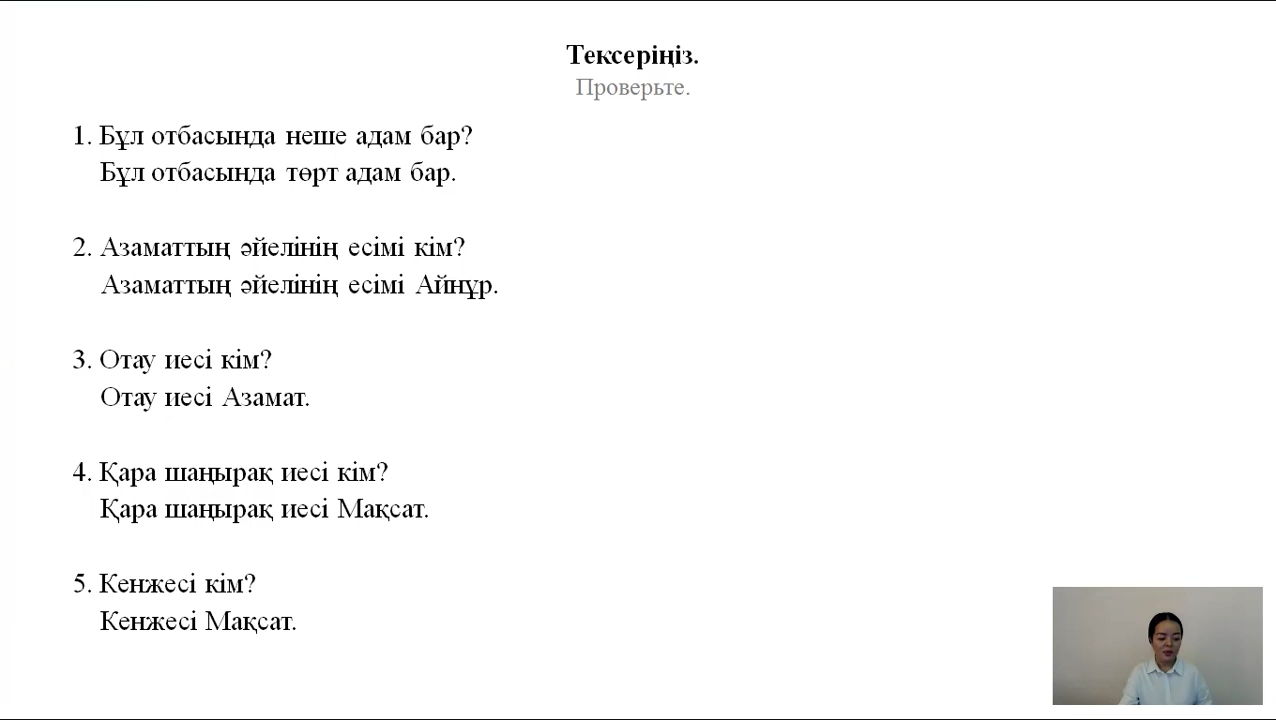 Тексеріңіз.
Проверьте.
1. Бұл отбасында неше адам бар?
Бұл отбасында төрт адам бар.
2. Азаматтың әйелінің есімі кім?
Азаматтың әйелінің есімі Айнұр.
3. Отау иесі кім?
Отау иесі Азамат.
4. Қара шаңырақ иесі кім?
Қара шаңырақ иесі Мақсат.
5. Кенжесі кім?
Кенжесі Мақсат.